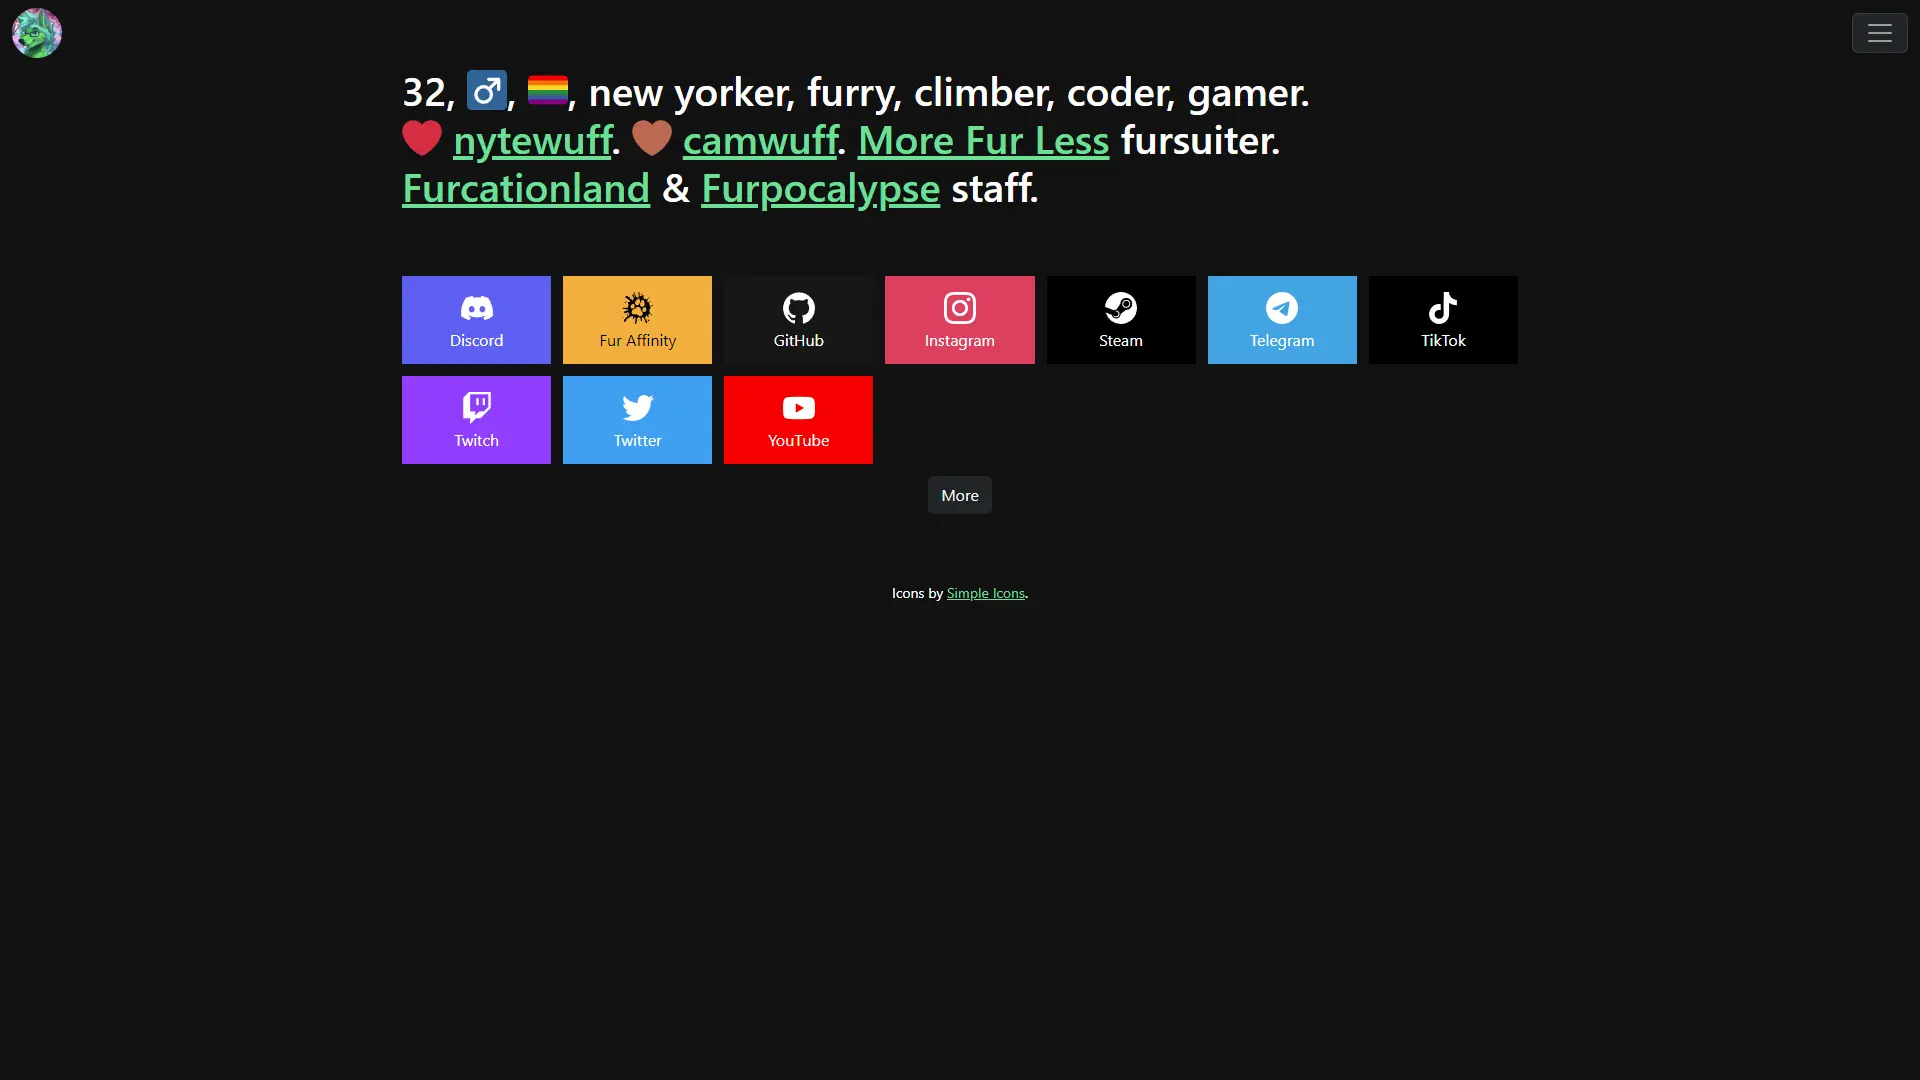 32, ♂️, 🏳️‍🌈, new yorker, furry, climber, coder, gamer.
❤️ nytewuff. 🤎 camwuff. More Fur Less fursuiter.
Furcationland & Furpocalypse staff.
Discord
Fur Affinity
GitHub
Instagram
Steam
Telegram
TikTok
Twitch
Twitter
YouTube
More
Icons by Simple Icons.